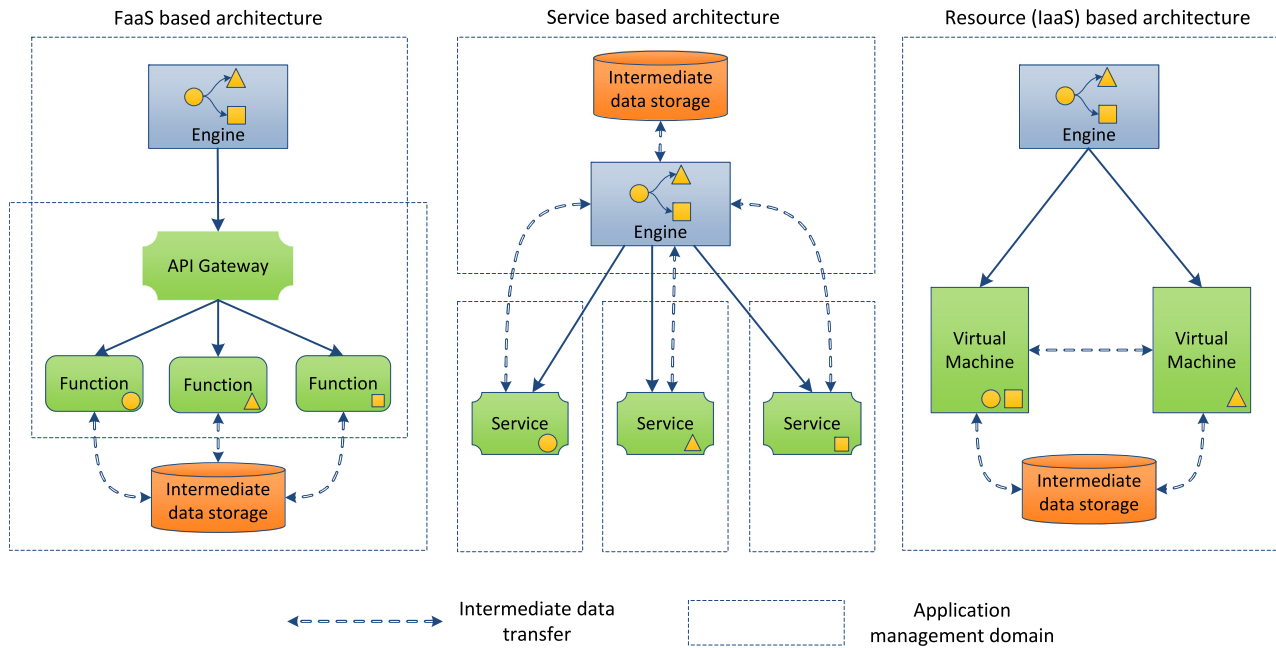 FaaS based architecture
Engine
API Gateway
Function
Function
Function
Intermediate
data storage
Service based architecture
Intermediate
data storage
Engine
Service
Service
Service
Resource (IaaS) based architecture
Engine
Virtual
Machine
Virtual
Machine
Intermediate
data storage
Intermediate data
transfer
Application
management domain